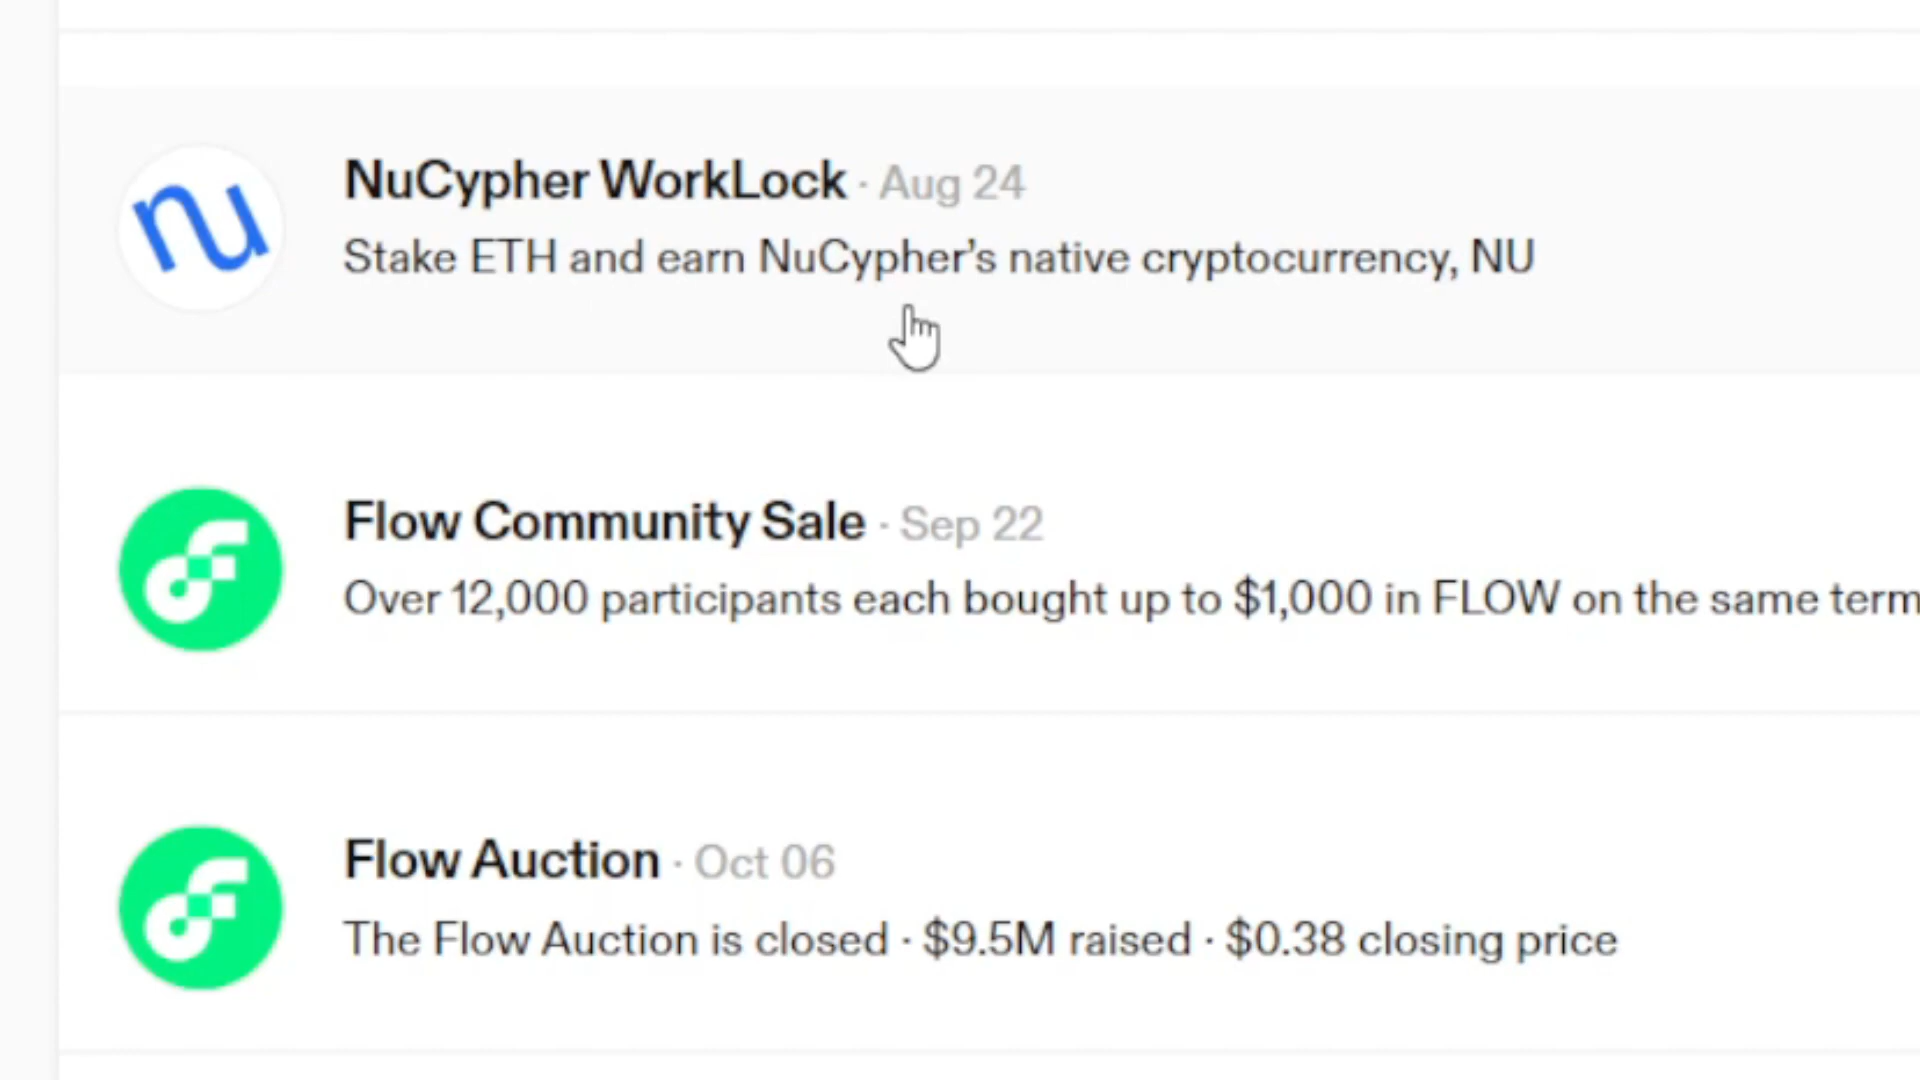 nu
NuCypher WorkLock · Aug 24
Stake ETH and earn NuCypher’s native cryptocurrency, NU
Flow Community Sale · Sep 22
Over 12,000 participants each bought up to $1,000 in FLOW on the same term
Flow Auction · Oct 06
The Flow Auction is closed · $9.5M raised · $0.38 closing price